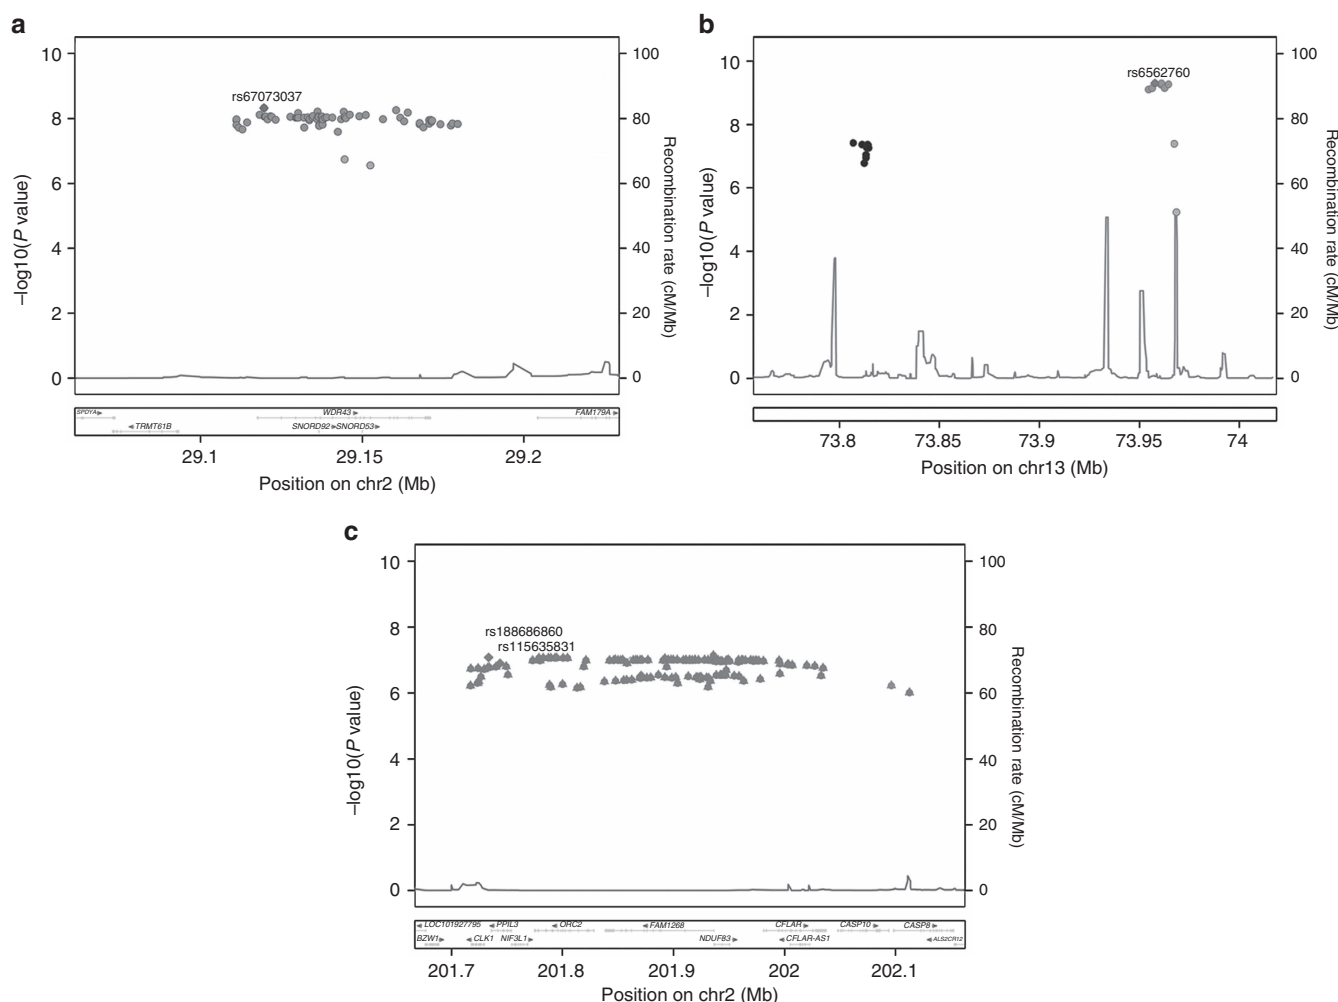 a
10
8
6
4
2
0
–log10(P value)
rs67073037
100
80
60
40
20
0
Recombination rate (cM/Mb)
SPDYA
WDR43
FAM179A
TRMT61B
SNORD92
SNORD53
29.1
29.15
29.2
Position on chr2 (Mb)
b
10
8
6
4
2
0
–log10(P value)
rs6562760
100
80
60
40
20
0
Recombination rate (cM/Mb)
73.8
73.85
73.9
73.95
74
Position on chr13 (Mb)
c
10
8
6
4
2
0
–log10(P value)
rs188686860
rs115635831
100
80
60
40
20
0
Recombination rate (cM/Mb)
LOC101927795
PPIL3
ORC2
FAM126B
CFLAR
CASP10
CASP8
BZW1
CLK1
NIF3L1
NDUFB3
CFLAR-AS1
ALS2CR12
201.7
201.8
201.9
202
202.1
Position on chr2 (Mb)